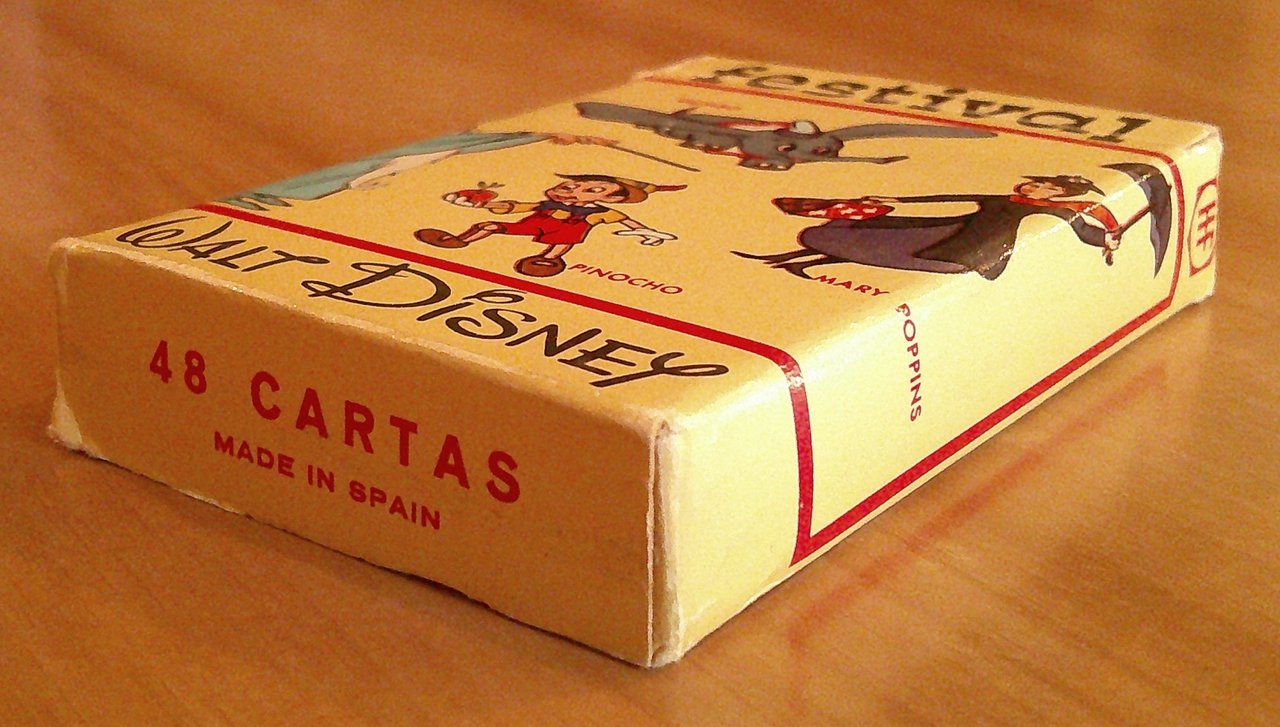 festival
PINOCHO
MARY POPPINS
WALT DISNEY
48 CARTAS
MADE IN SPAIN